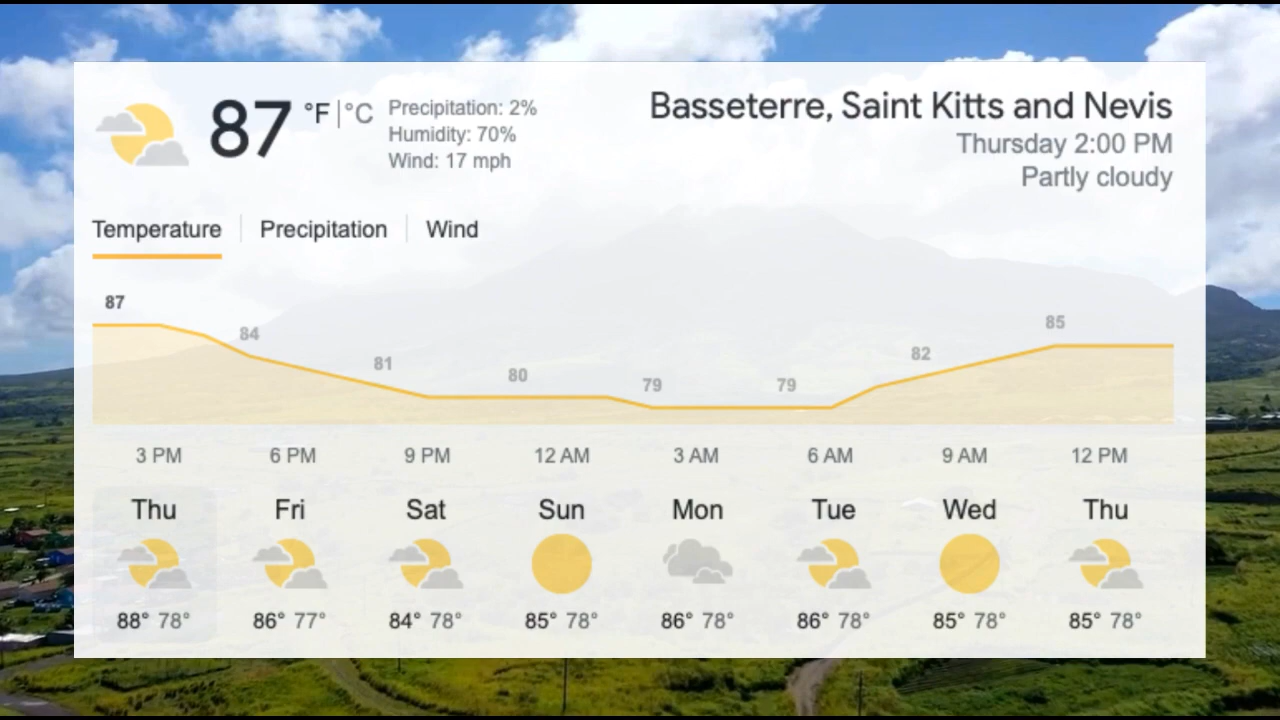 87 °F | °C
Precipitation: 2%
Humidity: 70%
Wind: 17 mph
Basseterre, Saint Kitts and Nevis
Thursday 2:00 PM
Partly cloudy
Temperature Precipitation Wind
87 84 81 80 79 79 82 85
3 PM 6 PM 9 PM 12 AM 3 AM 6 AM 9 AM 12 PM
Thu Fri Sat Sun Mon Tue Wed Thu
88° 78° 86° 77° 84° 78° 85° 78° 86° 78° 86° 78° 85° 78° 85° 78°